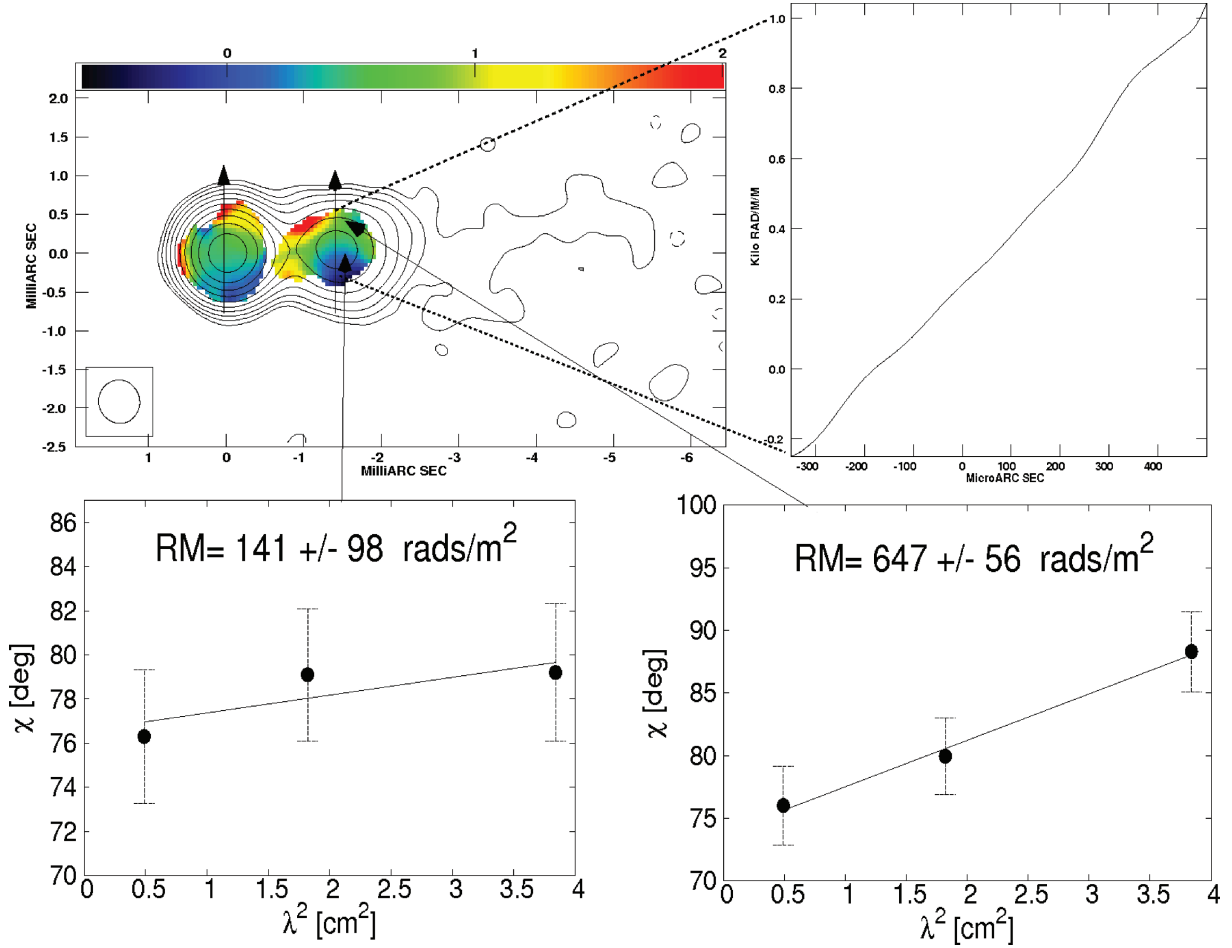 0 1 2
2.0
1.5
1.0
0.5
0.0
-0.5
-1.0
-1.5
-2.0
-2.5
MilliARC SEC
1 0 -1 -2 -3 -4 -5 -6
MilliARC SEC
1.0
0.8
0.6
0.4
0.2
0.0
-0.2
Kilo RAD/M/M
-300 -200 -100 0 100 200 300 400
MicroARC SEC
86
84
82
80
78
76
74
72
70
χ [deg]
RM= 141 +/- 98 rads/m²
0 0.5 1 1.5 2 2.5 3 3.5 4
λ² [cm²]
100
95
90
85
80
75
70
χ [deg]
RM= 647 +/- 56 rads/m²
0 0.5 1 1.5 2 2.5 3 3.5 4
λ² [cm²]